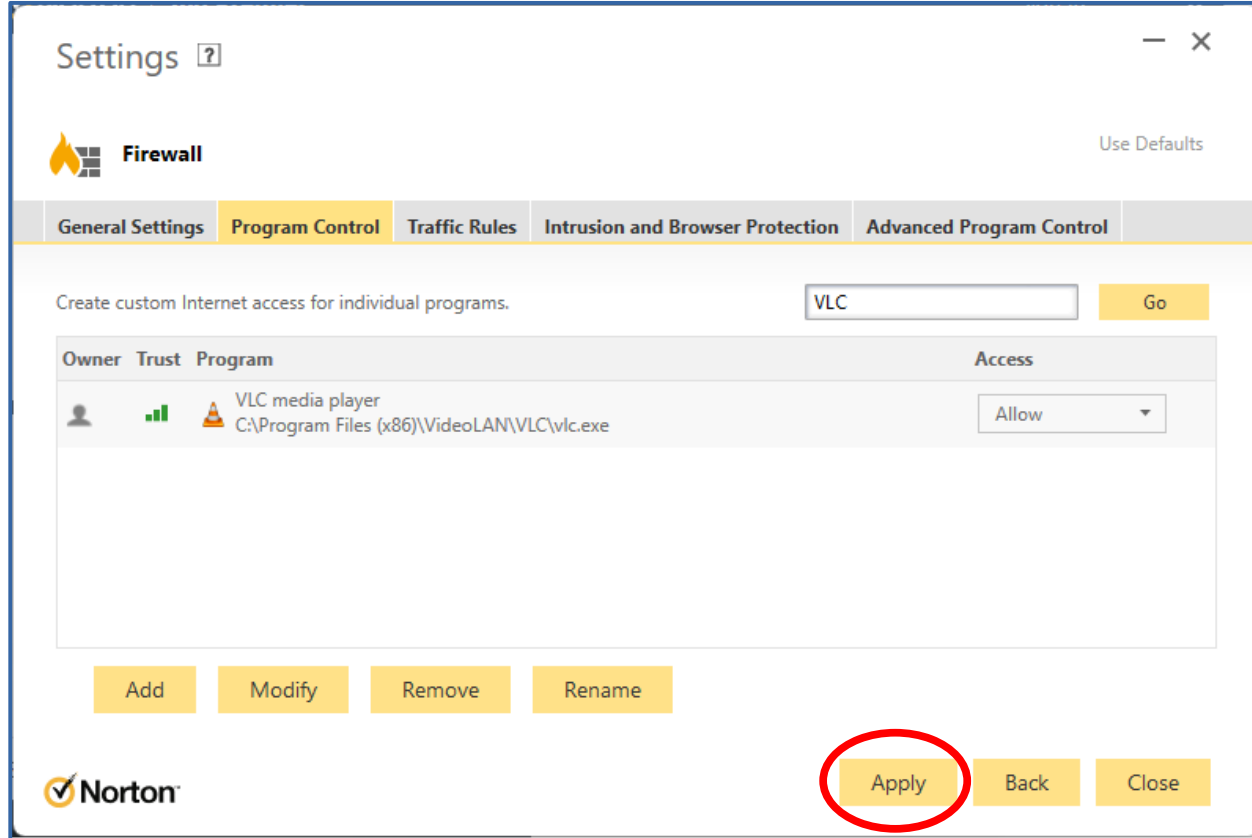 Settings ?
Firewall
Use Defaults
General Settings Program Control Traffic Rules Intrusion and Browser Protection Advanced Program Control
Create custom Internet access for individual programs. VLC Go
Owner Trust Program Access
VLC media player
C:\Program Files (x86)\VideoLAN\VLC\vlc.exe
Allow
Add Modify Remove Rename
Norton Apply Back Close